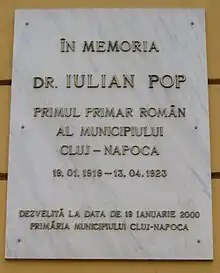 ÎN MEMORIA
DR. IULIAN POP
PRIMUL PRIMAR ROMÂN
AL MUNICIPIULUI
CLUJ – NAPOCA
19. 01. 1919 – 13. 04. 1923
DEZVELITĂ LA DATA DE 19 IANUARIE 2000
PRIMĂRIA MUNICIPIULUI CLUJ-NAPOCA